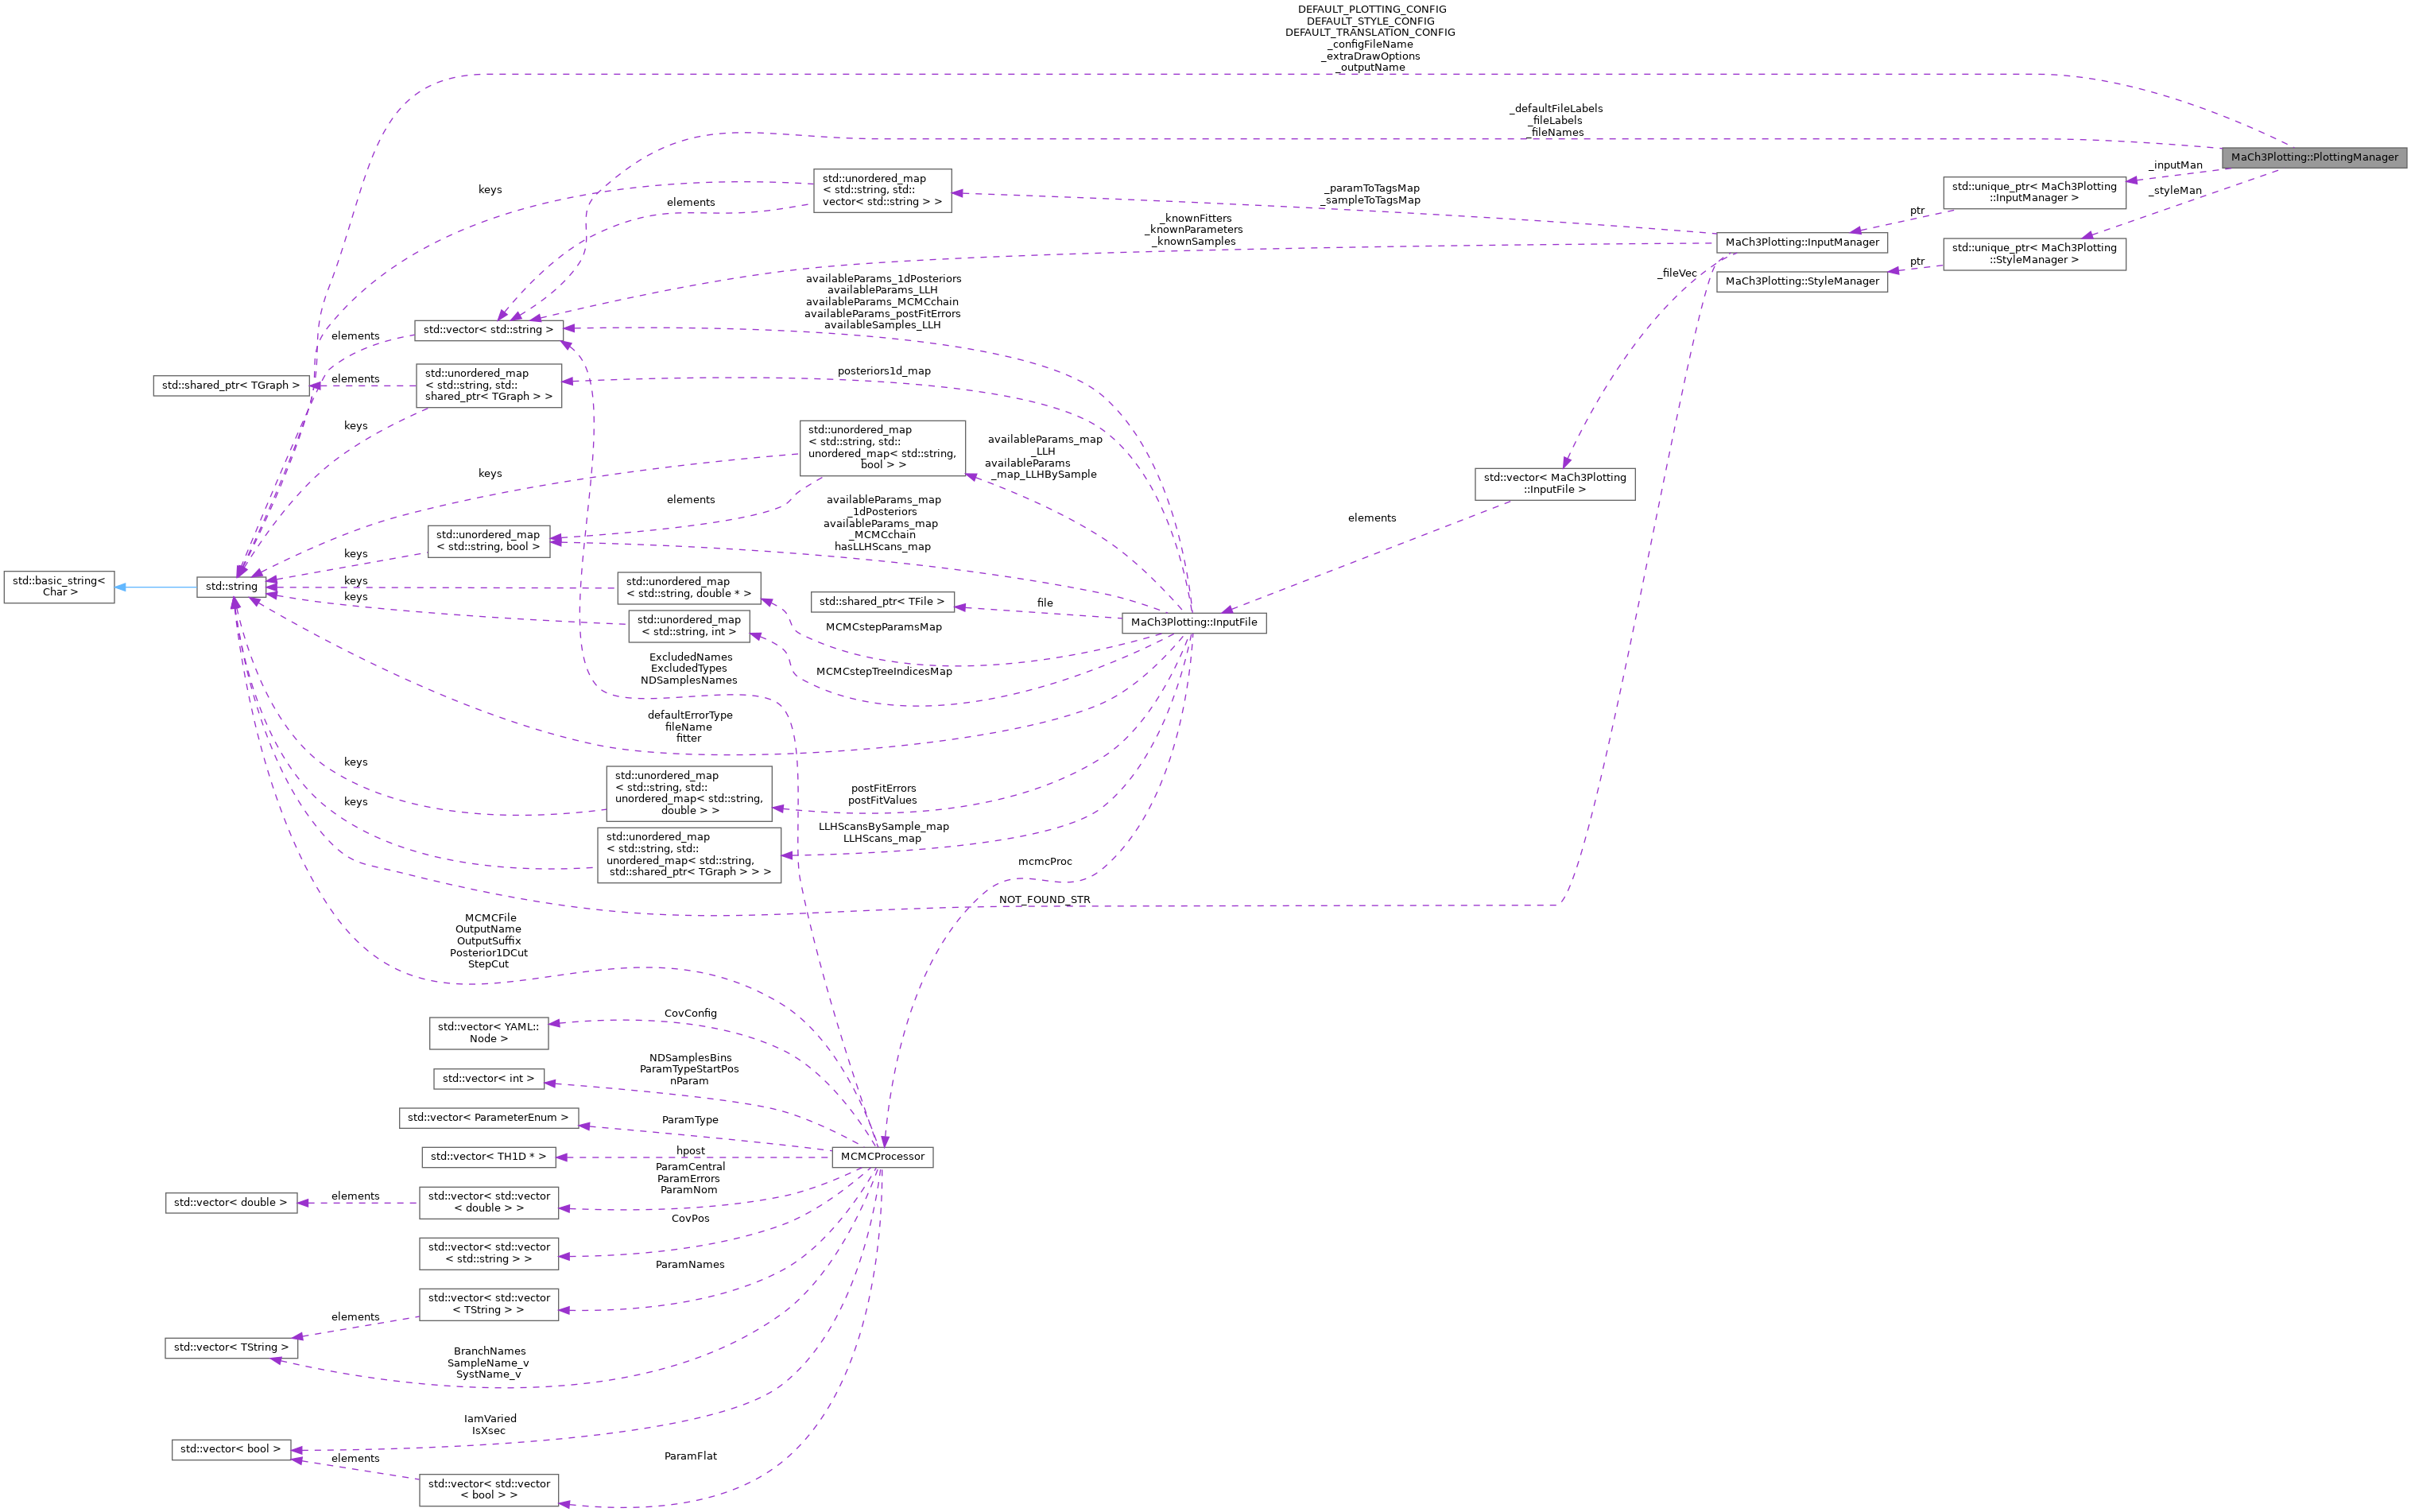 DEFAULT_PLOTTING_CONFIG
DEFAULT_STYLE_CONFIG
DEFAULT_TRANSLATION_CONFIG
_configFileName
_extraDrawOptions
_outputName
_defaultFileLabels
_fileLabels
_fileNames
MaCh3Plotting::PlottingManager
_inputMan
_styleMan
std::unique_ptr< MaCh3Plotting
::InputManager >
ptr
std::unique_ptr< MaCh3Plotting
::StyleManager >
ptr
MaCh3Plotting::InputManager
MaCh3Plotting::StyleManager
_fileVec
_paramToTagsMap
_sampleToTagsMap
_knownFitters
_knownParameters
_knownSamples
std::unordered_map
< std::string, std::
vector< std::string > >
keys
elements
availableParams_1dPosteriors
availableParams_LLH
availableParams_MCMCchain
availableParams_postFitErrors
availableSamples_LLH
std::vector< std::string >
elements
std::shared_ptr< TGraph >
elements
std::unordered_map
< std::string, std::
shared_ptr< TGraph > >
posteriors1d_map
keys
std::unordered_map
< std::string, std::
unordered_map< std::string,
bool > >
availableParams_map
_LLH
availableParams
_map_LLHBySample
keys
elements
std::vector< MaCh3Plotting
::InputFile >
elements
availableParams_map
_1dPosteriors
availableParams_map
_MCMCchain
hasLLHScans_map
std::unordered_map
< std::string, bool >
keys
std::basic_string<
Char >
std::string
keys
keys
std::unordered_map
< std::string, double * >
std::shared_ptr< TFile >
file
MaCh3Plotting::InputFile
std::unordered_map
< std::string, int >
MCMCstepParamsMap
ExcludedNames
ExcludedTypes
NDSamplesNames
MCMCstepTreeIndicesMap
defaultErrorType
fileName
fitter
keys
std::unordered_map
< std::string, std::
unordered_map< std::string,
double > >
postFitErrors
postFitValues
keys
std::unordered_map
< std::string, std::
unordered_map< std::string,
std::shared_ptr< TGraph > > >
LLHScansBySample_map
LLHScans_map
mcmcProc
NOT_FOUND_STR
MCMCFile
OutputName
OutputSuffix
Posterior1DCut
StepCut
CovConfig
std::vector< YAML::
Node >
NDSamplesBins
ParamTypeStartPos
nParam
std::vector< int >
std::vector< ParameterEnum >
ParamType
std::vector< TH1D * >
hpost
MCMCProcessor
ParamCentral
ParamErrors
ParamNom
std::vector< double >
elements
std::vector< std::vector
< double > >
CovPos
std::vector< std::vector
< std::string > >
ParamNames
std::vector< std::vector
< TString > >
elements
std::vector< TString >
BranchNames
SampleName_v
SystName_v
IamVaried
IsXsec
std::vector< bool >
elements
ParamFlat
std::vector< std::vector
< bool > >